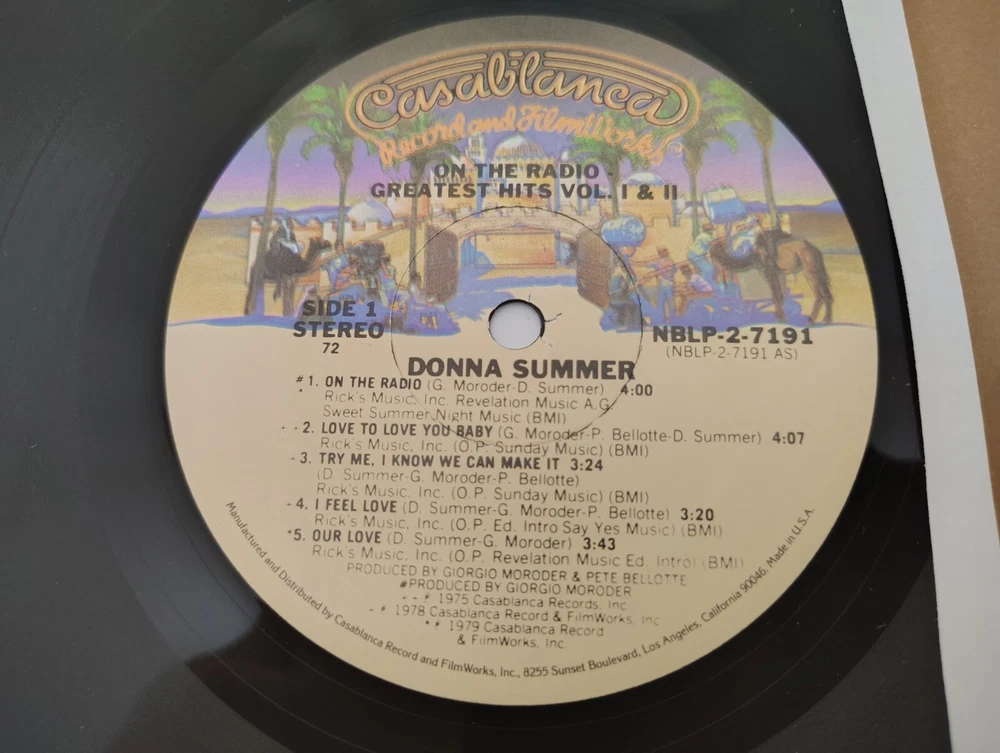 Casablanca
Record and FilmWorks
ON THE RADIO -
GREATEST HITS VOL. I & II
SIDE 1
STEREO
72
NBLP-2-7191
(NBLP-2-7191 AS)
DONNA SUMMER
#* 1. ON THE RADIO (G. Moroder-D. Summer) 4:00
Rick's Music, Inc. Revelation Music A.G.
Sweet Summer Night Music (BMI)
- - 2. LOVE TO LOVE YOU BABY (G. Moroder-P. Bellotte-D. Summer) 4:07
Rick's Music, Inc. (O.P. Sunday Music) (BMI)
- 3. TRY ME, I KNOW WE CAN MAKE IT 3:24
(D. Summer-G. Moroder-P. Bellotte)
Rick's Music, Inc. (O.P. Sunday Music) (BMI)
- 4. I FEEL LOVE (D. Summer-G. Moroder-P. Bellotte) 3:20
Rick's Music, Inc. (O.P. Ed. Intro Say Yes Music) (BMI)
*5. OUR LOVE (D. Summer-G. Moroder) 3:43
Rick's Music, Inc. (O.P. Revelation Music Ed. Intro) (BMI)
PRODUCED BY GIORGIO MORODER & PETE BELLOTTE
#PRODUCED BY GIORGIO MORODER
1975 Casablanca Records, Inc.
1978 Casablanca Record & FilmWorks, Inc.
1979 Casablanca Record
& FilmWorks, Inc.
Manufactured and Distributed by Casablanca Record and FilmWorks, Inc., 8255 Sunset Boulevard, Los Angeles, California 90046. Made in U.S.A.